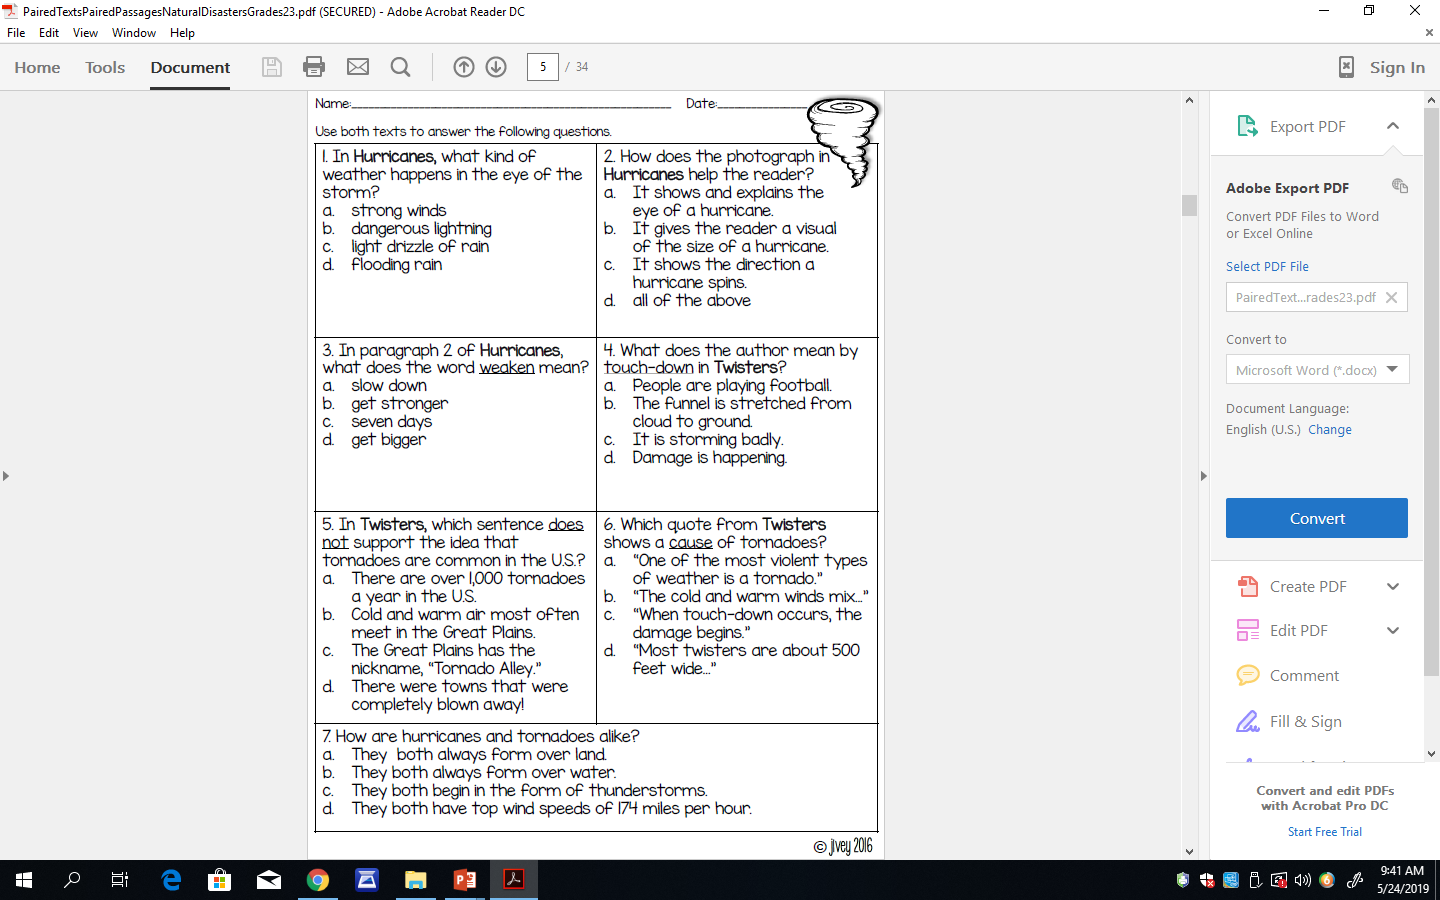 PairedTextsPairedPassagesNaturalDisastersGrades23.pdf (SECURED) - Adobe Acrobat Reader DC
File Edit View Window Help
Home Tools Document 5 / 34 Sign In
Name: Date:
Use both texts to answer the following questions.
1. In Hurricanes, what kind of
weather happens in the eye of the
storm?
a. strong winds
b. dangerous lightning
c. light drizzle of rain
d. flooding rain
2. How does the photograph in
Hurricanes help the reader?
a. It shows and explains the
eye of a hurricane.
b. It gives the reader a visual
of the size of a hurricane.
c. It shows the direction a
hurricane spins.
d. all of the above
3. In paragraph 2 of Hurricanes,
what does the word weaken mean?
a. slow down
b. get stronger
c. seven days
d. get bigger
4. What does the author mean by
touch-down in Twisters?
a. People are playing football.
b. The funnel is stretched from
cloud to ground.
c. It is storming badly.
d. Damage is happening.
5. In Twisters, which sentence does
not support the idea that
tornadoes are common in the U.S.?
a. There are over 1,000 tornadoes
a year in the U.S.
b. Cold and warm air most often
meet in the Great Plains.
c. The Great Plains has the
nickname, "Tornado Alley."
d. There were towns that were
completely blown away!
6. Which quote from Twisters
shows a cause of tornadoes?
a. "One of the most violent types
of weather is a tornado."
b. "The cold and warm winds mix..."
c. "When touch-down occurs, the
damage begins."
d. "Most twisters are about 500
feet wide..."
7. How are hurricanes and tornadoes alike?
a. They both always form over land.
b. They both always form over water.
c. They both begin in the form of thunderstorms.
d. They both have top wind speeds of 174 miles per hour.
© jivey 2016
Export PDF
Adobe Export PDF
Convert PDF Files to Word
or Excel Online
Select PDF File
PairedText...rades23.pdf
Convert to
Microsoft Word (*.docx)
Document Language:
English (U.S.) Change
Convert
Create PDF
Edit PDF
Comment
Fill & Sign
Convert and edit PDFs
with Acrobat Pro DC
Start Free Trial
9:41 AM
5/24/2019